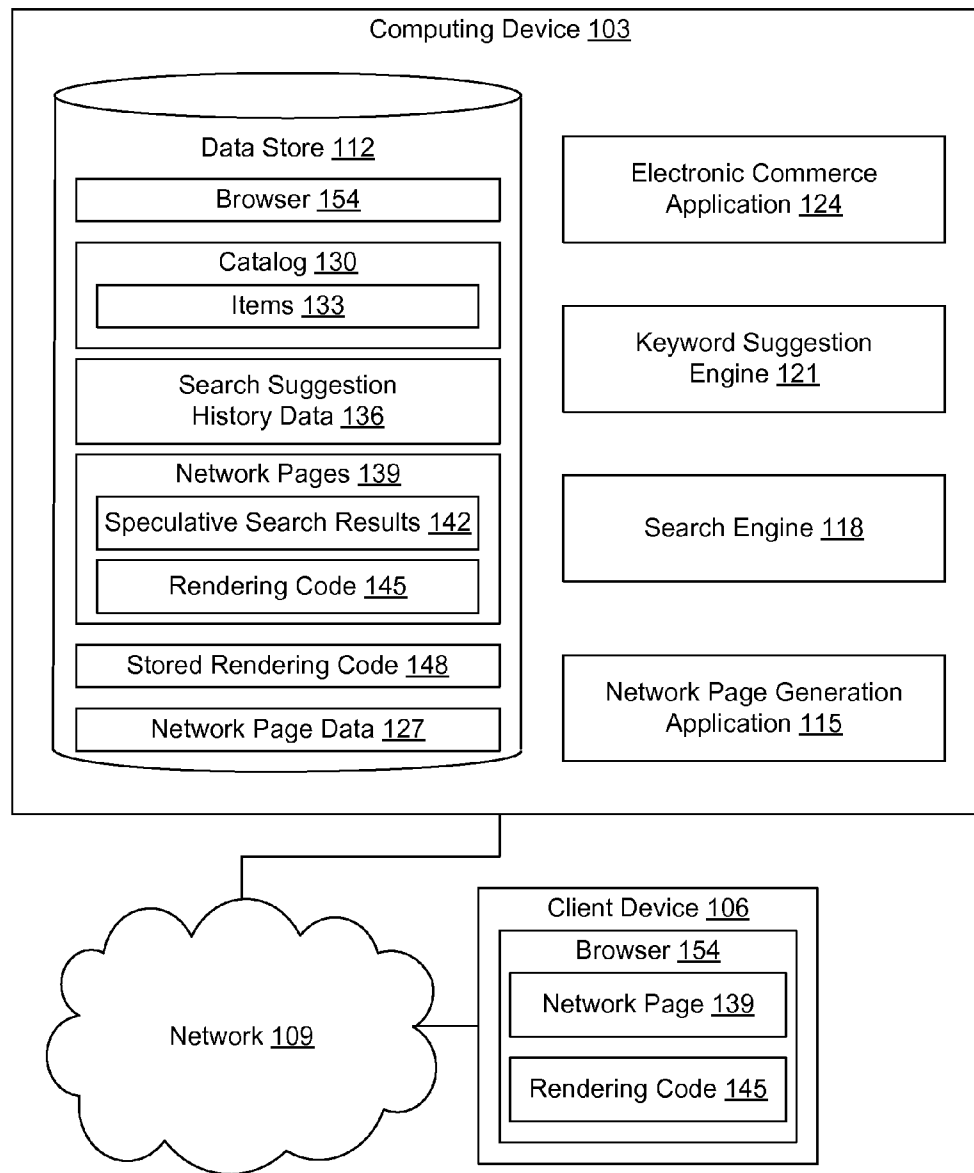 Computing Device 103
Data Store 112
Browser 154
Catalog 130
Items 133
Search Suggestion
History Data 136
Network Pages 139
Speculative Search Results 142
Rendering Code 145
Stored Rendering Code 148
Network Page Data 127
Electronic Commerce
Application 124
Keyword Suggestion
Engine 121
Search Engine 118
Network Page Generation
Application 115
Network 109
Client Device 106
Browser 154
Network Page 139
Rendering Code 145